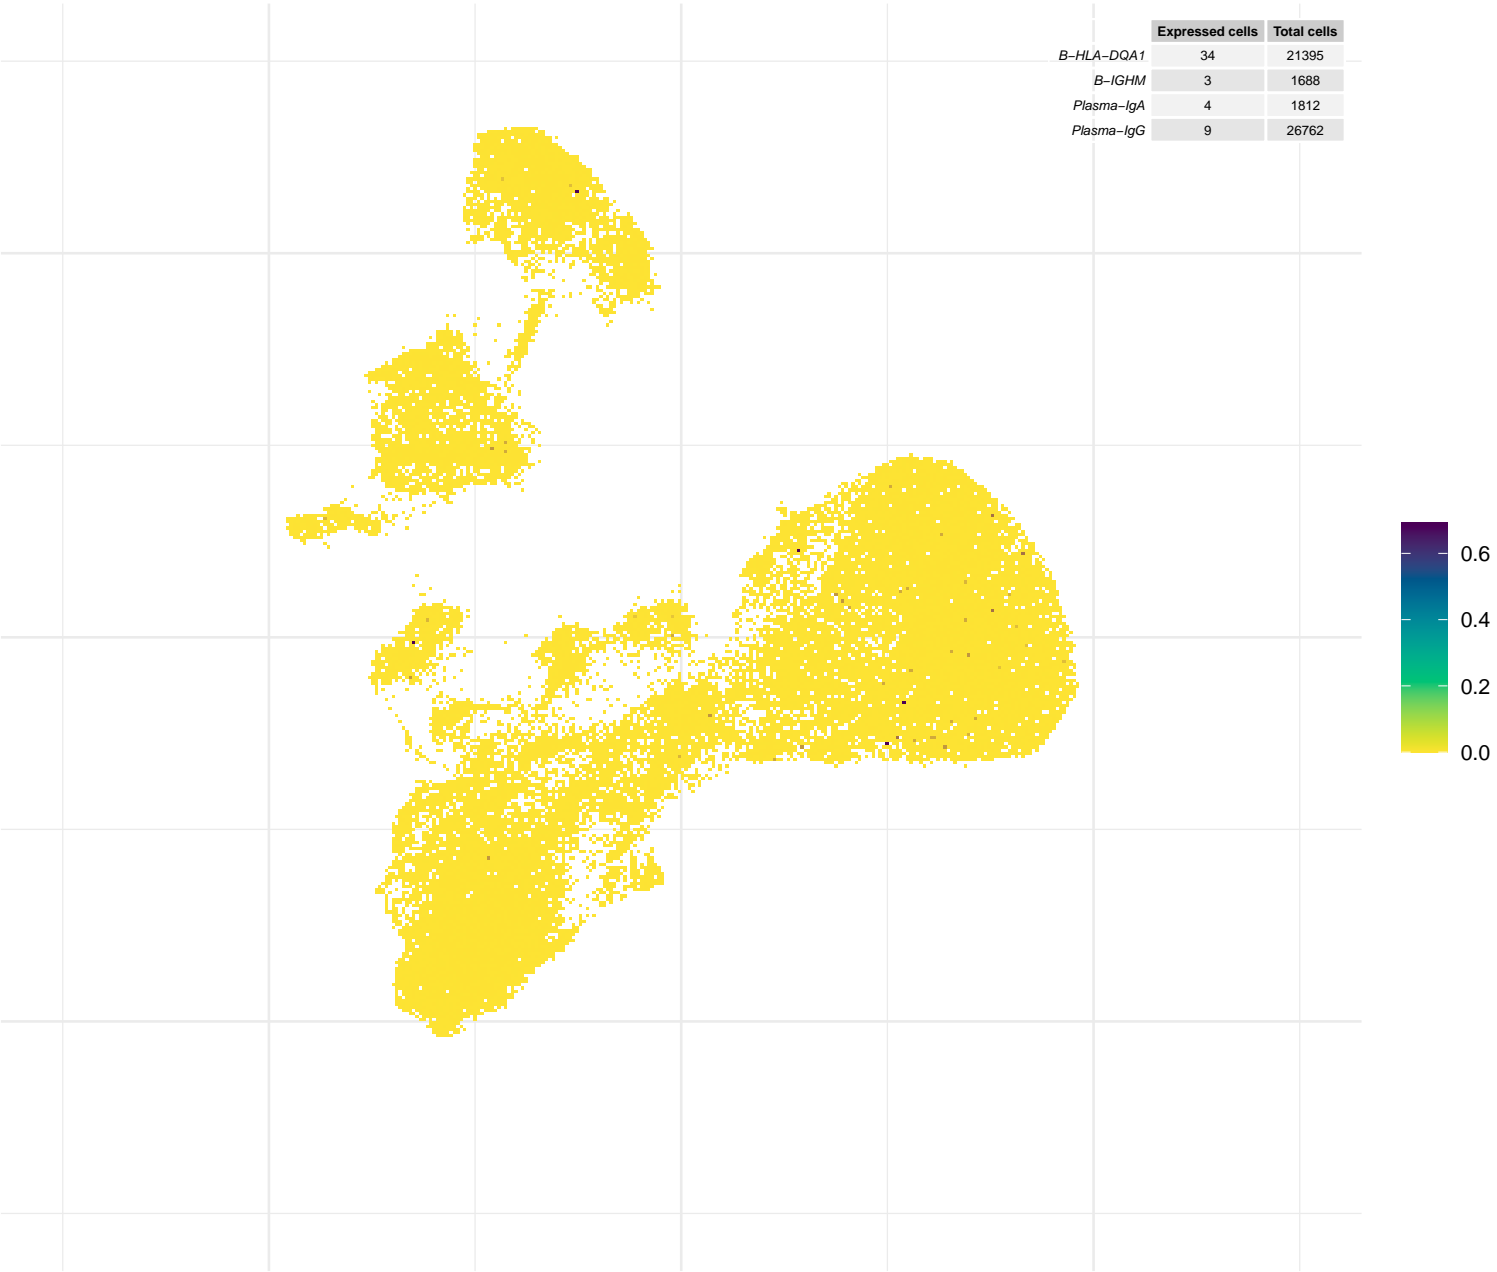 Expressed cells Total cells
B−HLA−DQA1 34 21395
B−IGHM 3 1688
Plasma−IgA 4 1812
Plasma−IgG 9 26762
0.6
0.4
0.2
0.0